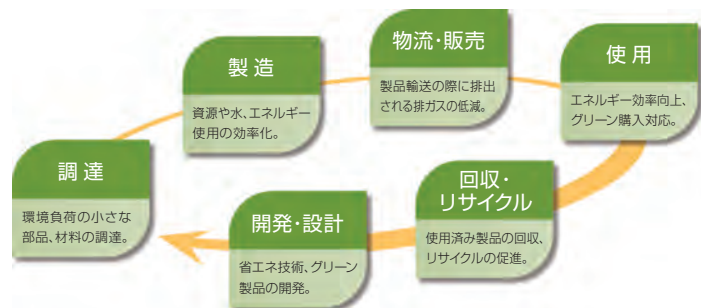 調達
環境負荷の小さな
部品、材料の調達。
製造
資源や水、エネルギー
使用の効率化。
物流・販売
製品輸送の際に排出
される排ガスの低減。
使用
エネルギー効率向上、
グリーン購入対応。
回収・
リサイクル
使用済み製品の回収、
リサイクルの促進。
開発・設計
省エネ技術、グリーン
製品の開発。